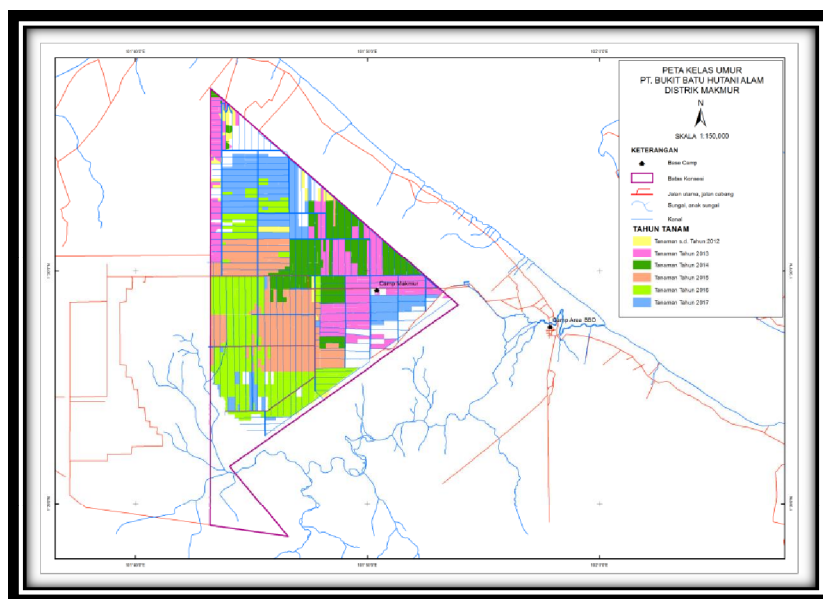 PETA KELAS UMUR
PT. BUKIT BATU HUTANI ALAM
DISTRIK MAKMUR
N
SKALA 1:150,000
KETERANGAN
Base Camp
Batas Konsesi
Jalan utama, jalan cabang
Sungai, anak sungai
Kanal
TAHUN TANAM
Tanaman s.d. Tahun 2012
Tanaman Tahun 2013
Tanaman Tahun 2014
Tanaman Tahun 2015
Tanaman Tahun 2016
Tanaman Tahun 2017
Camp Makmur
Camp Area BBO